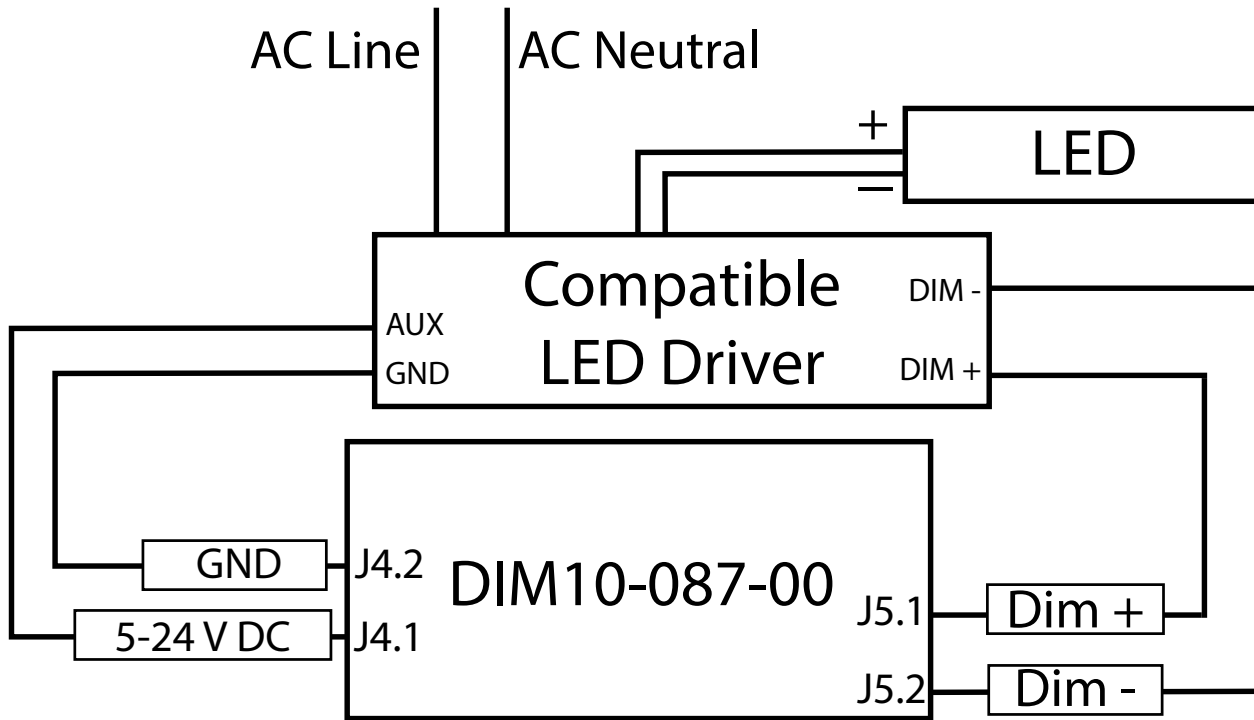 AC Line
AC Neutral
+
–
LED
Compatible
LED Driver
AUX
GND
DIM -
DIM +
DIM10-087-00
GND
J4.2
5-24 V DC
J4.1
J5.1
Dim +
J5.2
Dim -